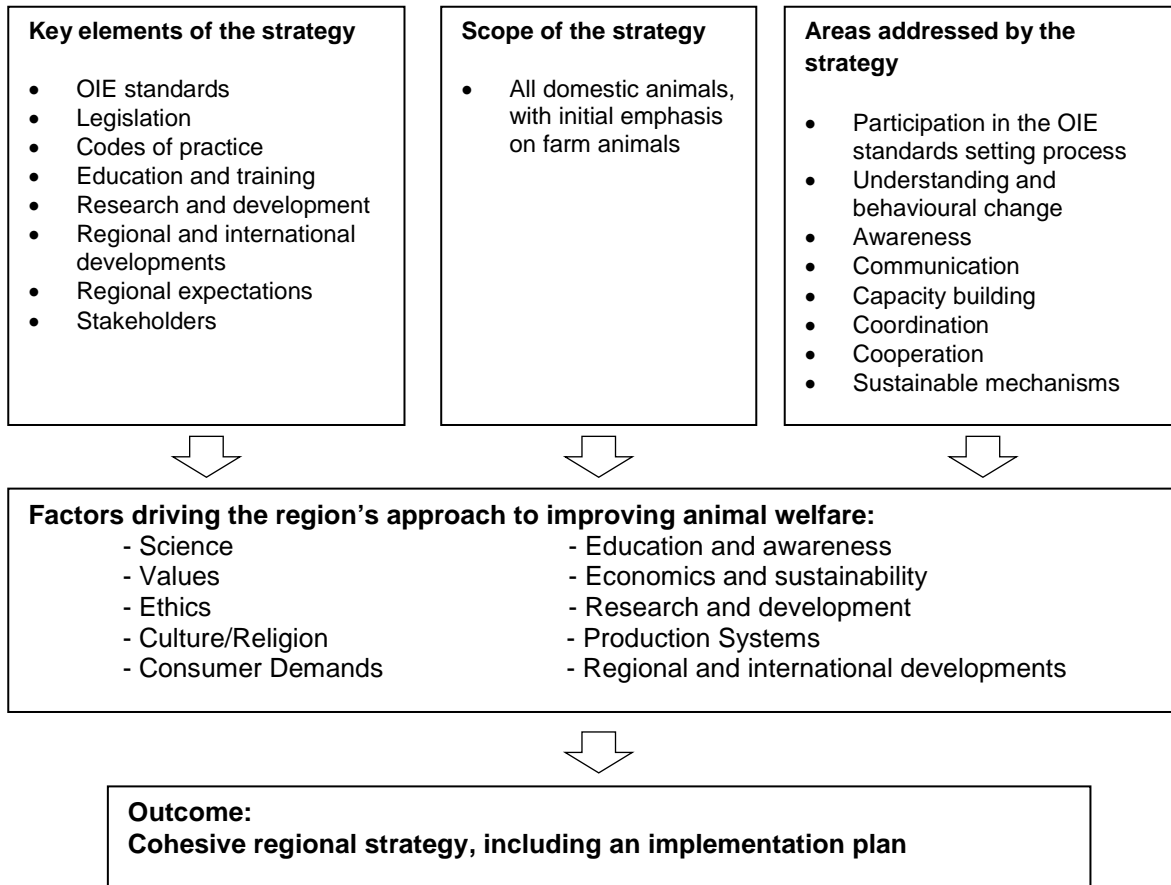 Key elements of the strategy
• OIE standards
• Legislation
• Codes of practice
• Education and training
• Research and development
• Regional and international
developments
• Regional expectations
• Stakeholders
Scope of the strategy
• All domestic animals,
with initial emphasis
on farm animals
Areas addressed by the
strategy
• Participation in the OIE
standards setting process
• Understanding and
behavioural change
• Awareness
• Communication
• Capacity building
• Coordination
• Cooperation
• Sustainable mechanisms
Factors driving the region’s approach to improving animal welfare:
- Science
- Values
- Ethics
- Culture/Religion
- Consumer Demands
- Education and awareness
- Economics and sustainability
- Research and development
- Production Systems
- Regional and international developments
Outcome:
Cohesive regional strategy, including an implementation plan